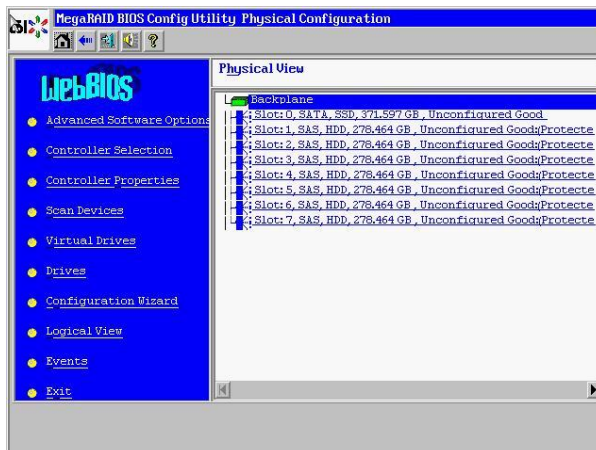 LSI
MegaRAID BIOS Config Utility Physical Configuration
WebBIOS
Advanced Software Options
Controller Selection
Controller Properties
Scan Devices
Virtual Drives
Drives
Configuration Wizard
Logical View
Events
Exit
Physical View
Backplane
Slot: 0, SATA, SSD, 371.597 GB, Unconfigured Good
Slot: 1, SAS, HDD, 278.464 GB, Unconfigured Good:(Protecte
Slot: 2, SAS, HDD, 278.464 GB, Unconfigured Good:(Protecte
Slot: 3, SAS, HDD, 278.464 GB, Unconfigured Good:(Protecte
Slot: 4, SAS, HDD, 278.464 GB, Unconfigured Good:(Protecte
Slot: 5, SAS, HDD, 278.464 GB, Unconfigured Good:(Protecte
Slot: 6, SAS, HDD, 278.464 GB, Unconfigured Good:(Protecte
Slot: 7, SAS, HDD, 278.464 GB, Unconfigured Good:(Protecte